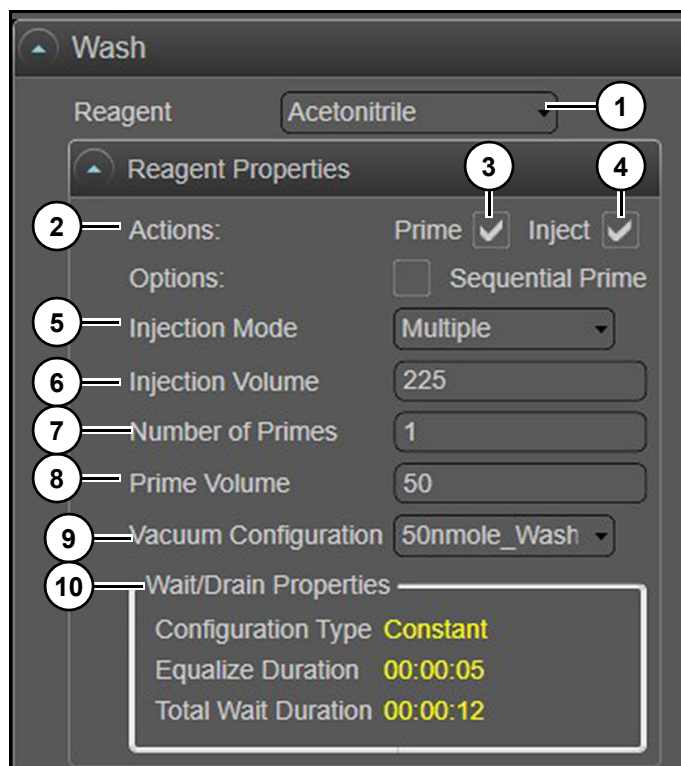 Wash
Reagent Acetonitrile 1
Reagent Properties 3 4
2 Actions: Prime Inject
Options: Sequential Prime
5 Injection Mode Multiple
6 Injection Volume 225
7 Number of Primes 1
8 Prime Volume 50
9 Vacuum Configuration 50nmole_Wash
10 Wait/Drain Properties
Configuration Type Constant
Equalize Duration 00:00:05
Total Wait Duration 00:00:12